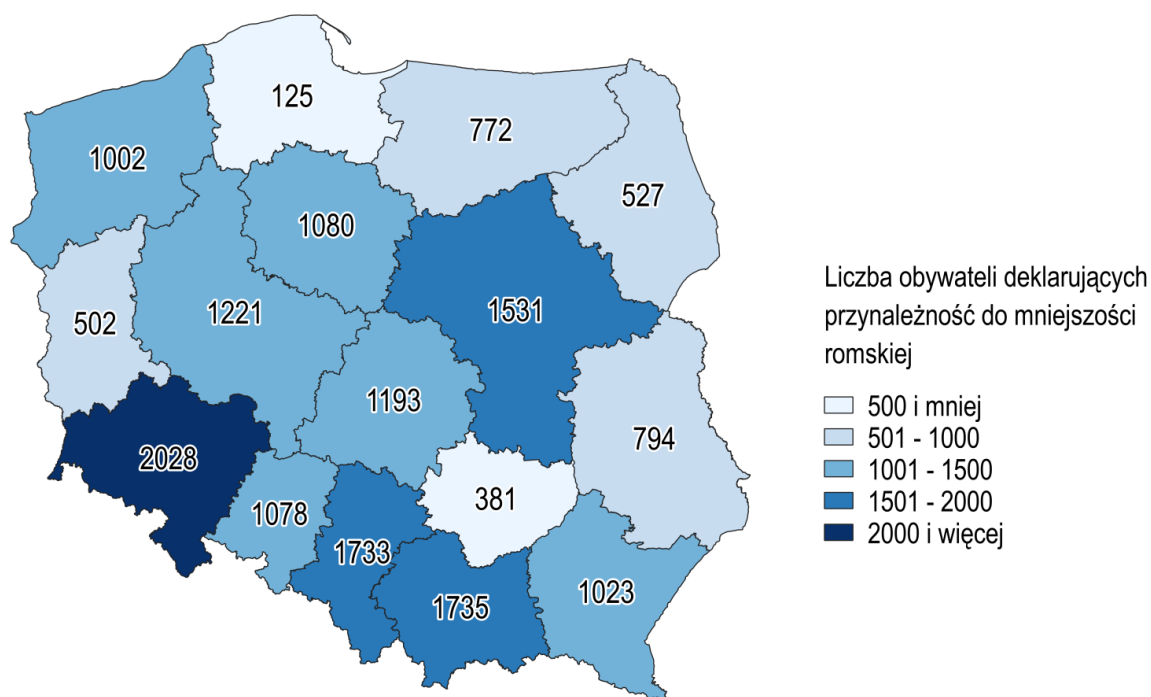 125
772
1002
527
1080
502
1221
1531
1193
794
2028
381
1078
1733
1735
1023
Liczba obywateli deklarujących
przynależność do mniejszości
romskiej
500 i mniej
501 - 1000
1001 - 1500
1501 - 2000
2000 i więcej